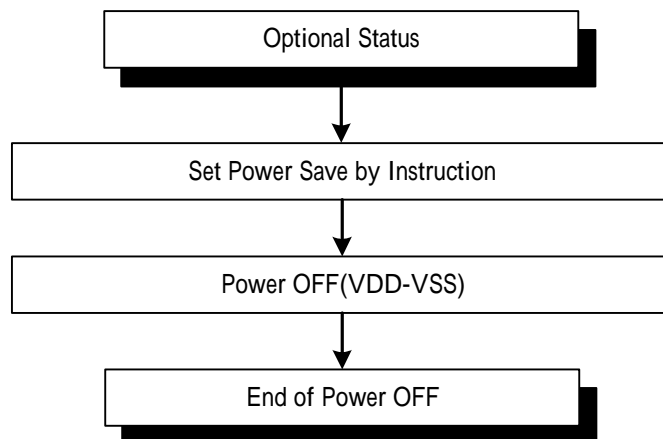 Optional Status
Set Power Save by Instruction
Power OFF(VDD-VSS)
End of Power OFF